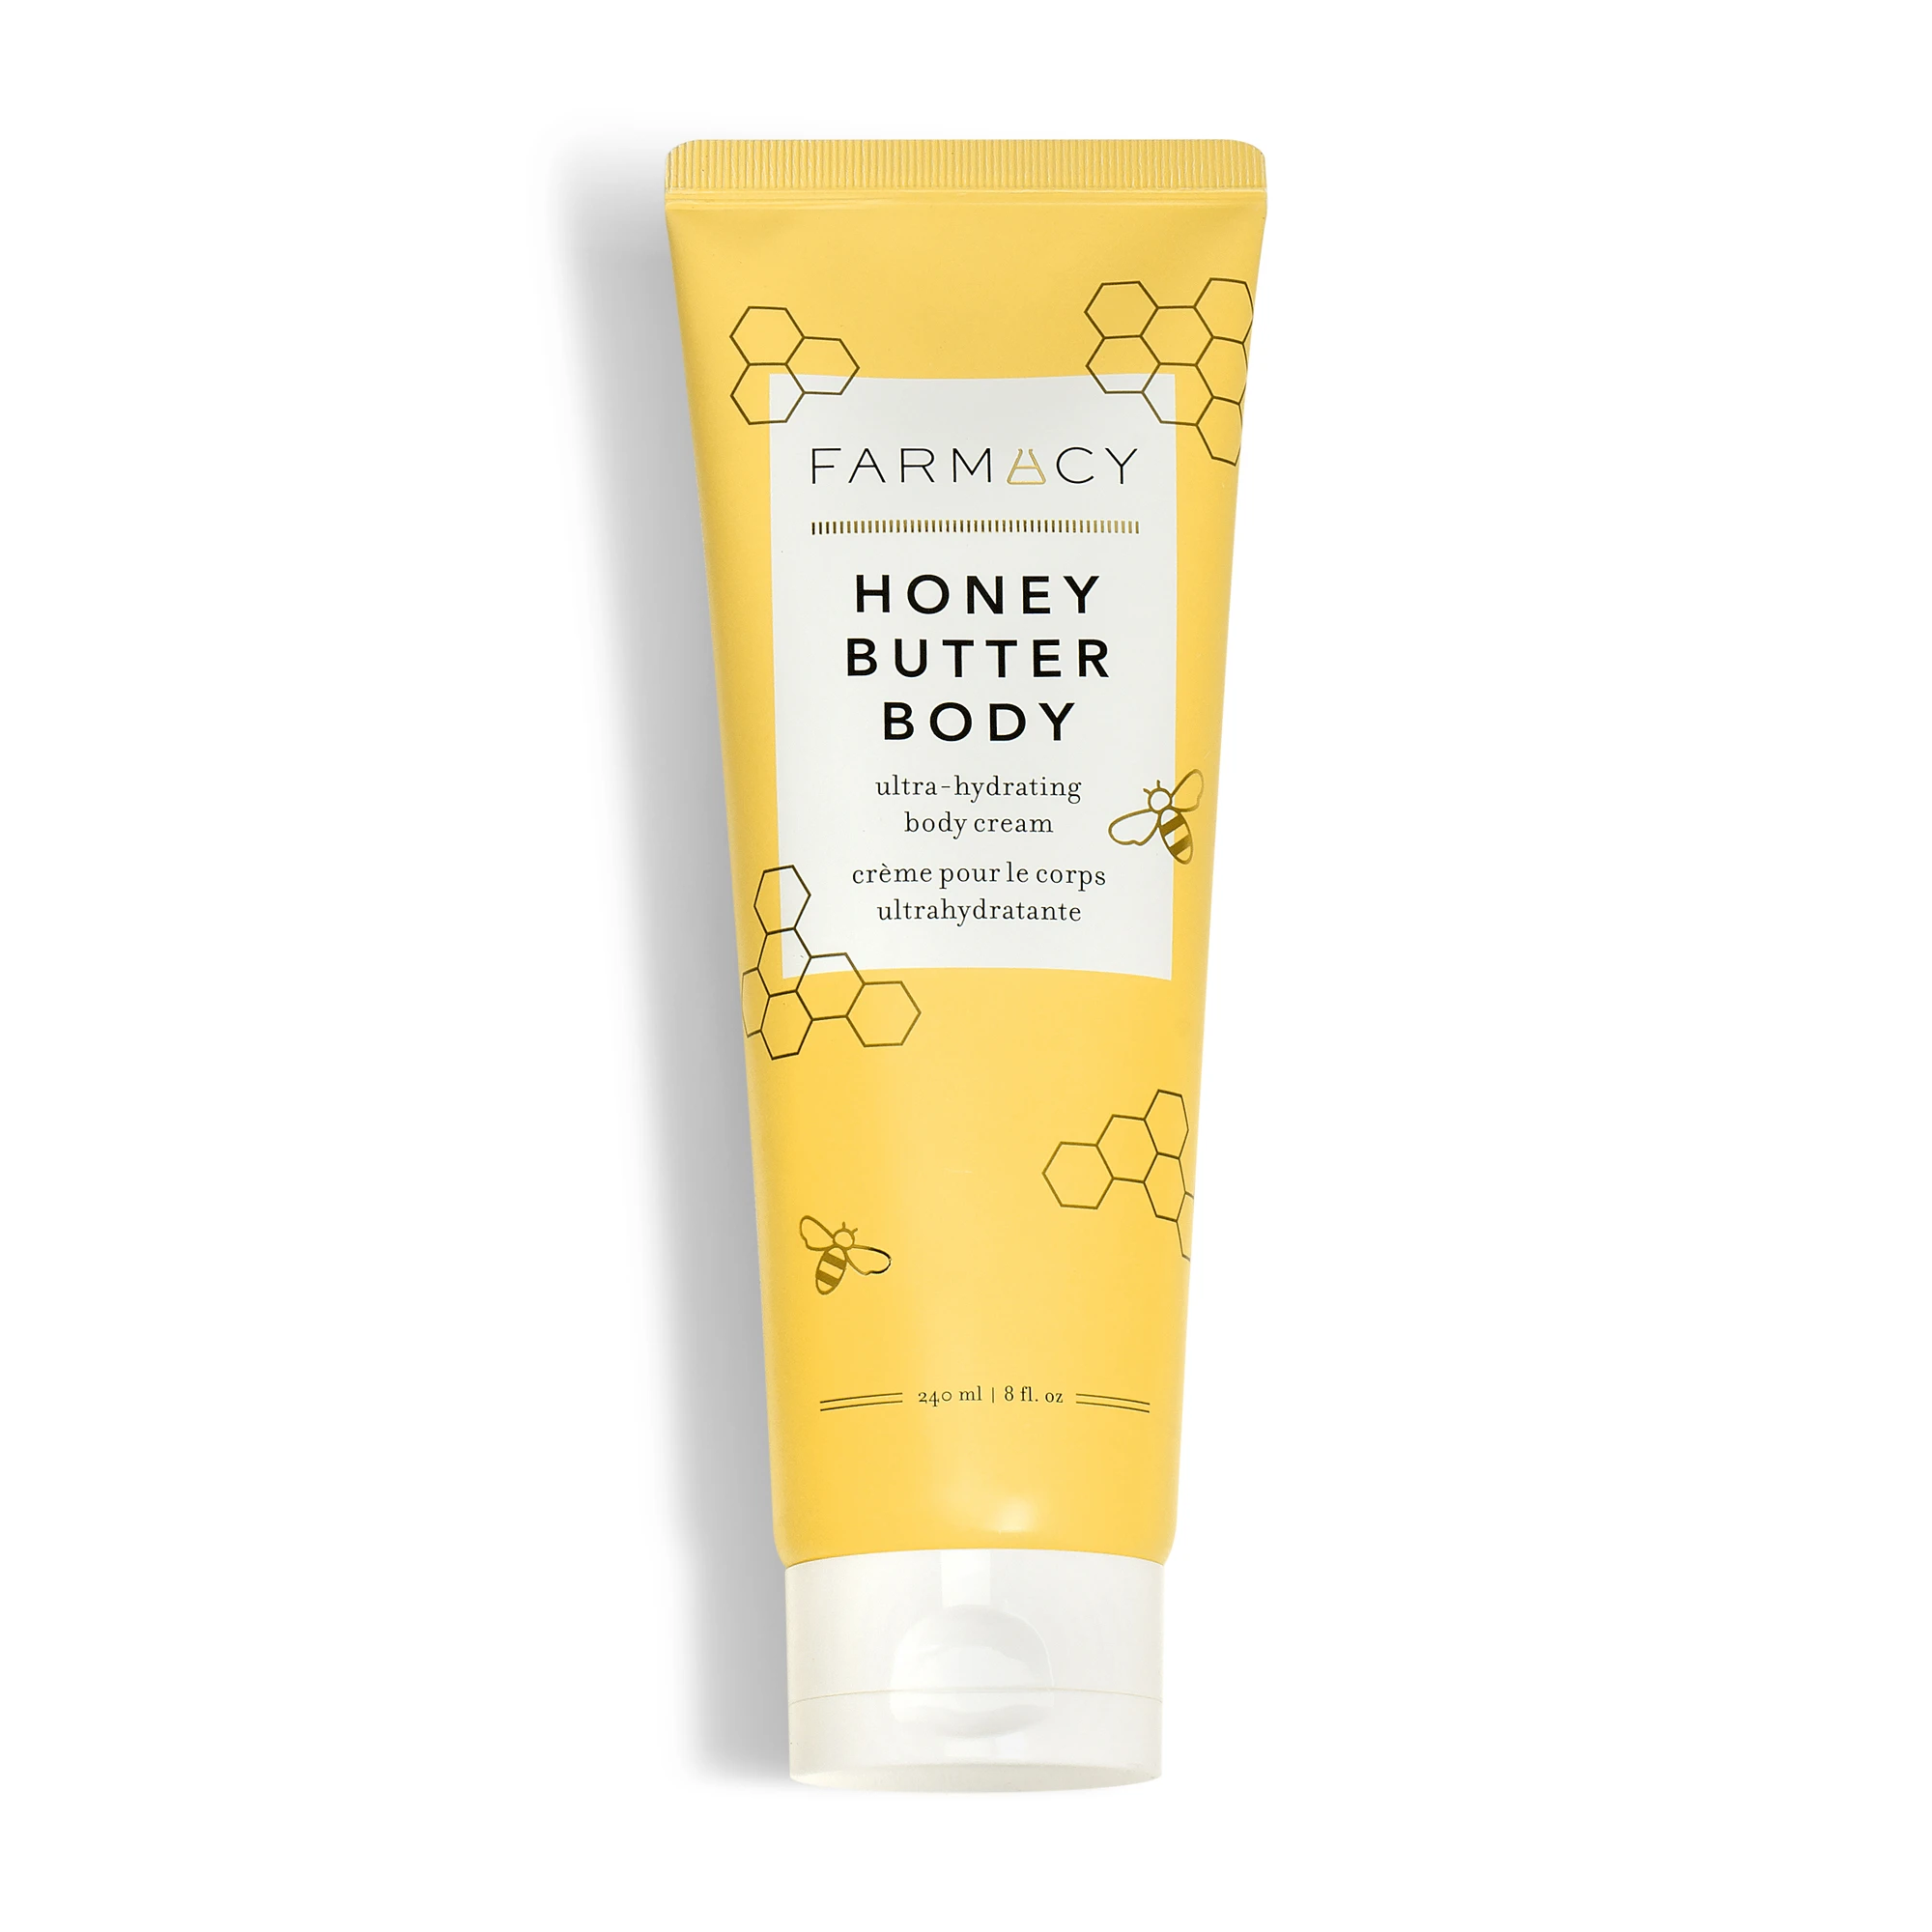 FARMACY
HONEY
BUTTER
BODY
ultra-hydrating
body cream
crème pour le corps
ultrahydratante
240 ml | 8 fl. oz